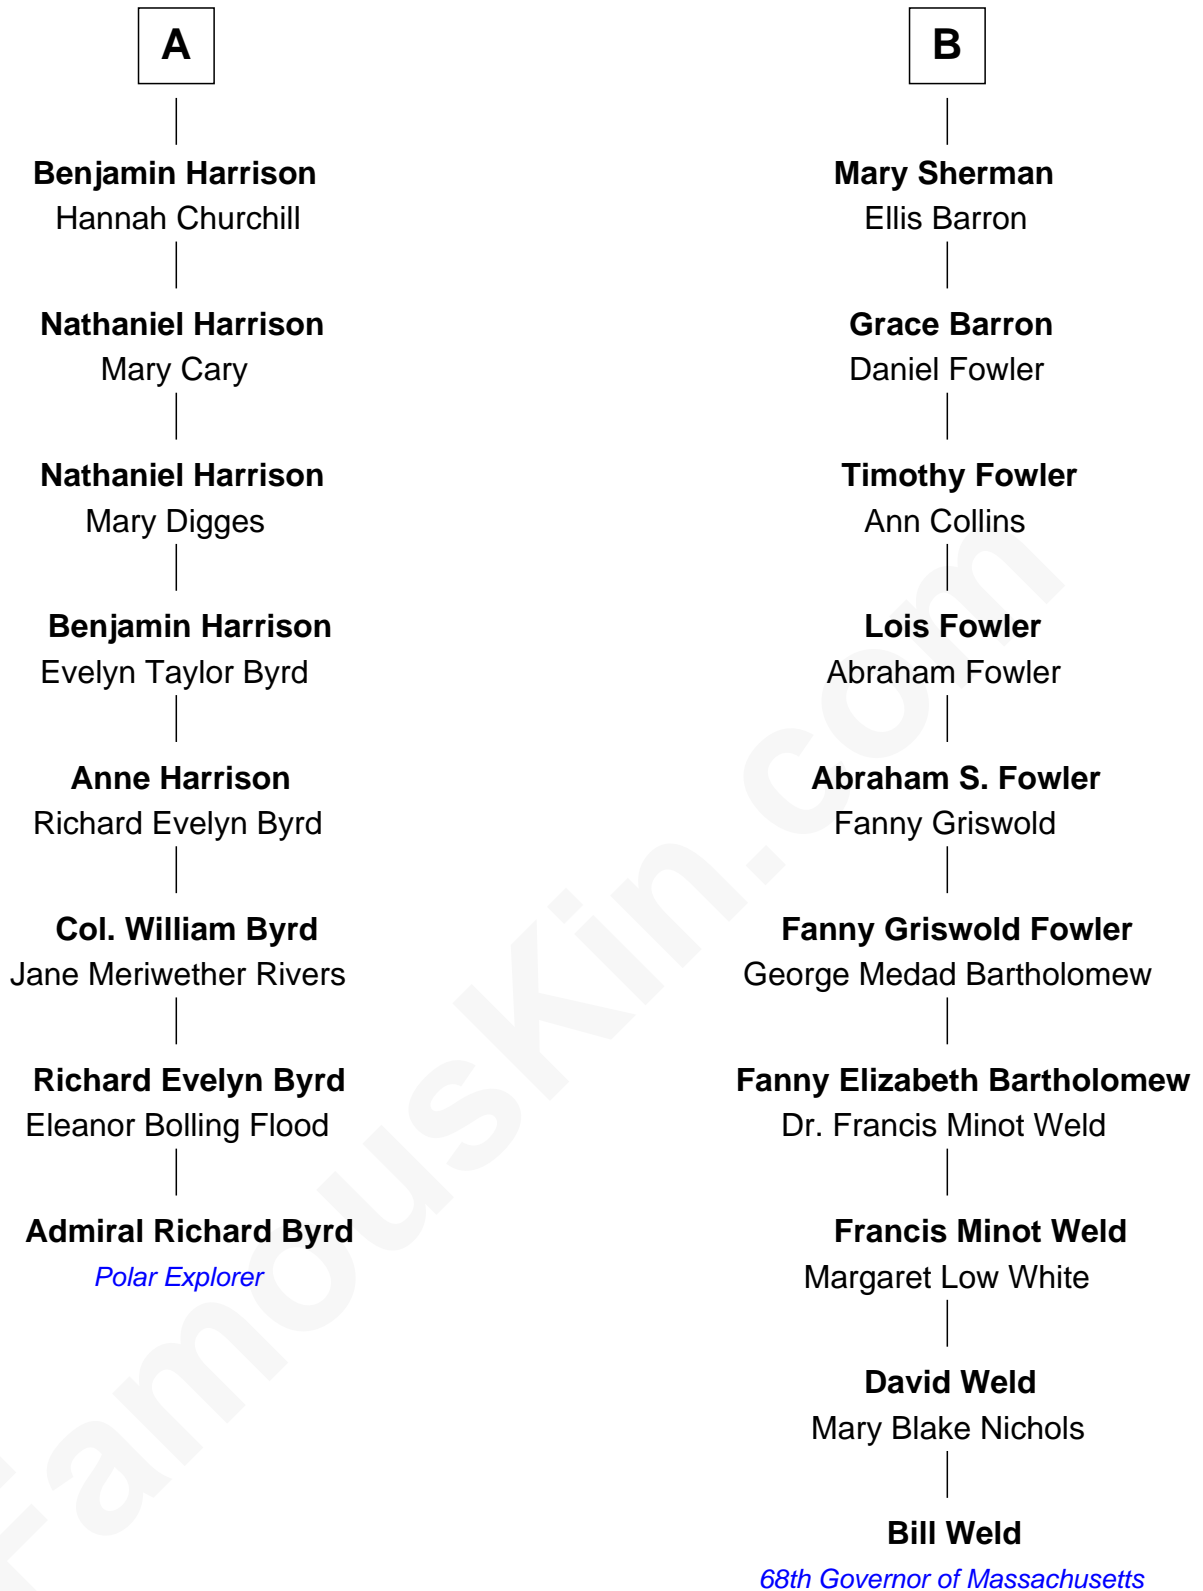 A
Benjamin Harrison
Hannah Churchill
Nathaniel Harrison
Mary Cary
Nathaniel Harrison
Mary Digges
Benjamin Harrison
Evelyn Taylor Byrd
Anne Harrison
Richard Evelyn Byrd
Col. William Byrd
Jane Meriwether Rivers
Richard Evelyn Byrd
Eleanor Bolling Flood
Admiral Richard Byrd
Polar Explorer
B
Mary Sherman
Ellis Barron
Grace Barron
Daniel Fowler
Timothy Fowler
Ann Collins
Lois Fowler
Abraham Fowler
Abraham S. Fowler
Fanny Griswold
Fanny Griswold Fowler
George Medad Bartholomew
Fanny Elizabeth Bartholomew
Dr. Francis Minot Weld
Francis Minot Weld
Margaret Low White
David Weld
Mary Blake Nichols
Bill Weld
68th Governor of Massachusetts
FamousKin.com